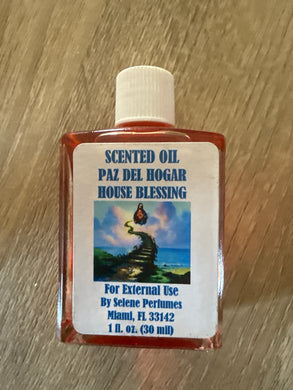 SCENTED OIL
PAZ DEL HOGAR
HOUSE BLESSING
For External Use
By Selene Perfumes
Miami, FL 33142
1 fl. oz. (30 mil)